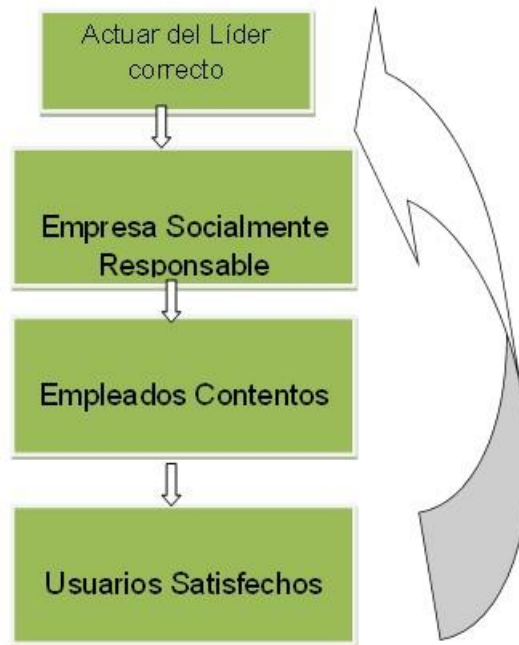 Actuar del Líder
correcto
Empresa Socialmente
Responsable
Empleados Contentos
Usuarios Satisfechos